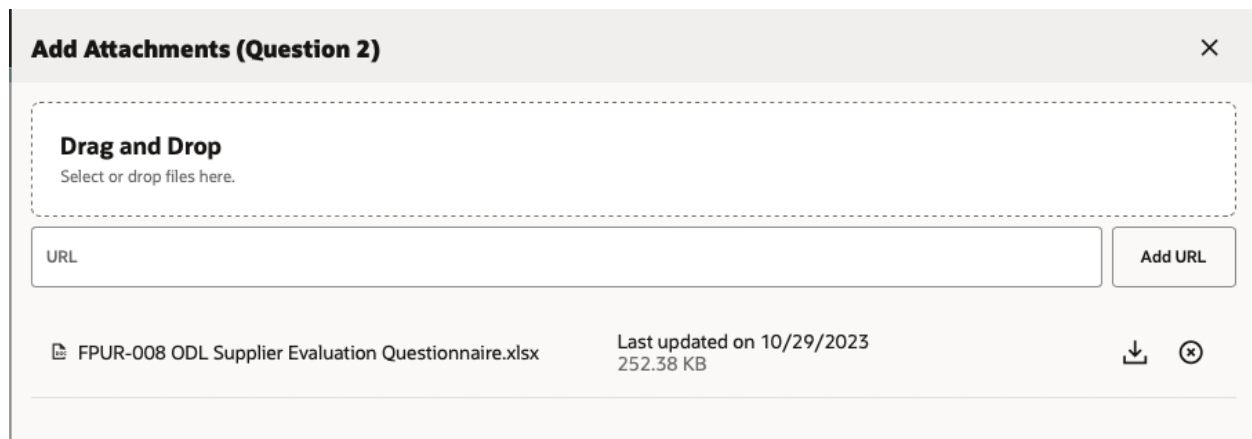 Add Attachments (Question 2)
Drag and Drop
Select or drop files here.
URL
Add URL
FPUR-008 ODL Supplier Evaluation Questionnaire.xlsx
Last updated on 10/29/2023
252.38 KB